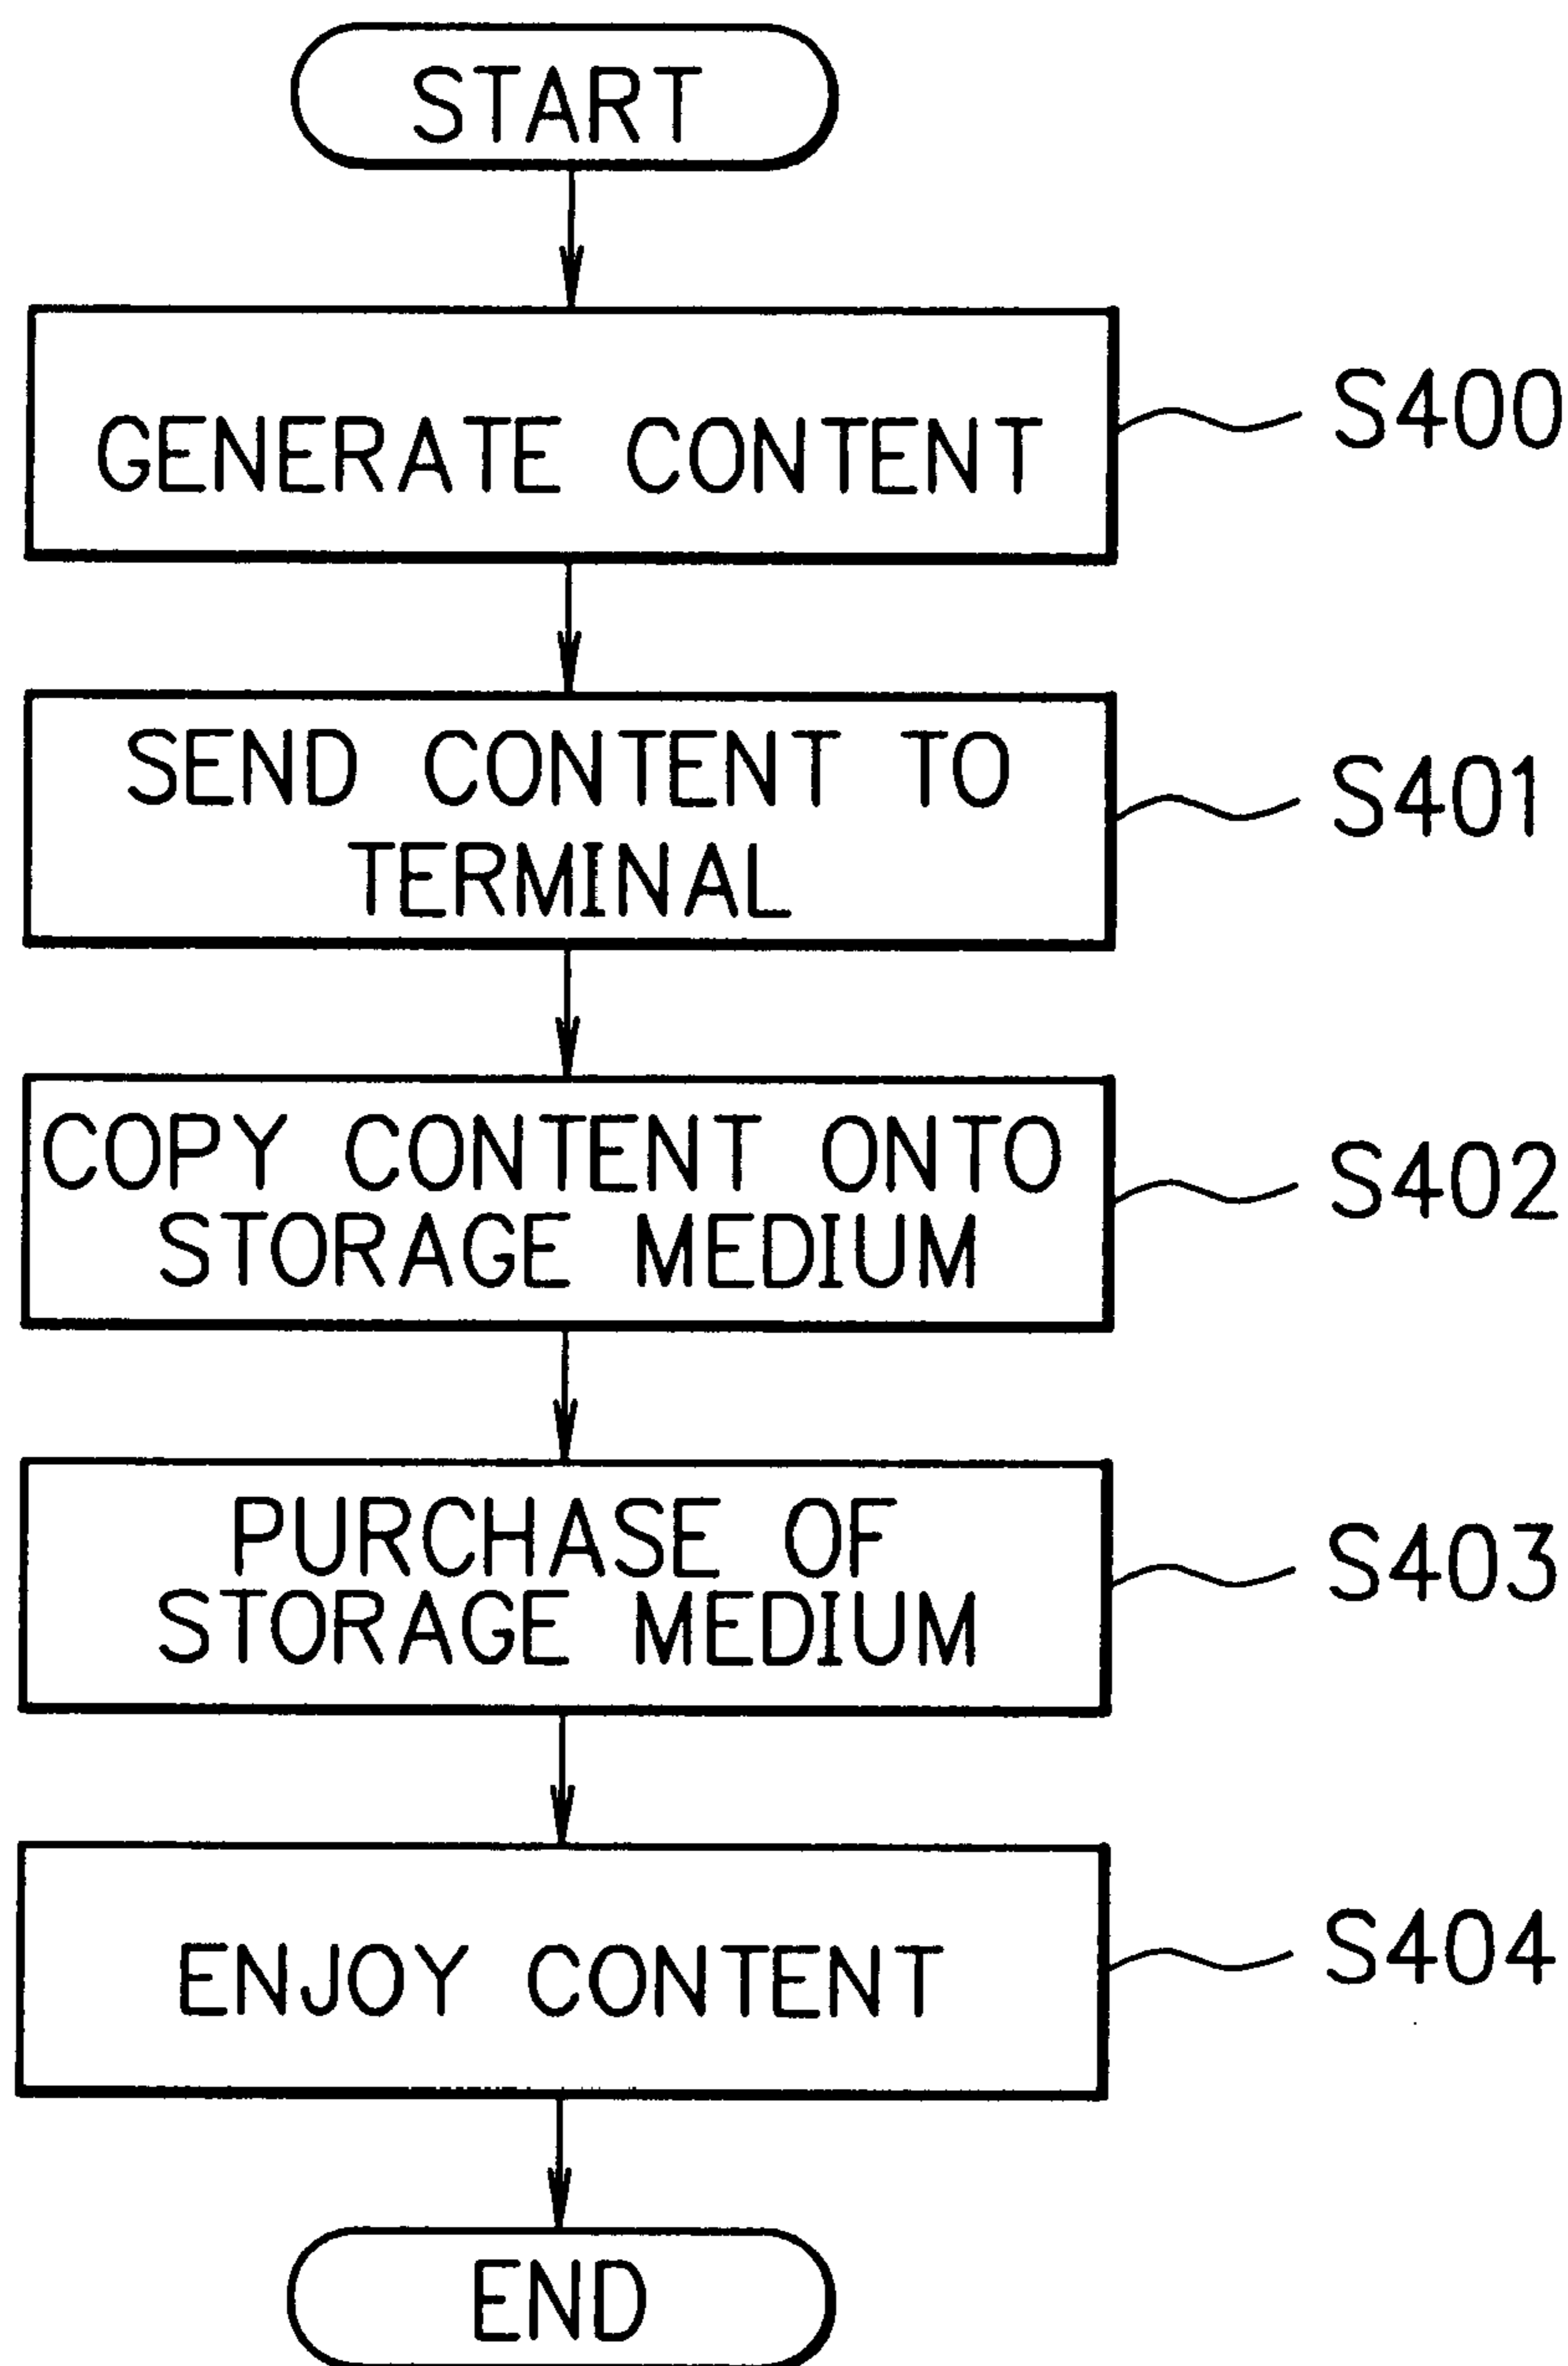 START
GENERATE CONTENT
S400
SEND CONTENT TO
TERMINAL
S401
COPY CONTENT ONTO
STORAGE MEDIUM
S402
PURCHASE OF
STORAGE MEDIUM
S403
ENJOY CONTENT
S404
END